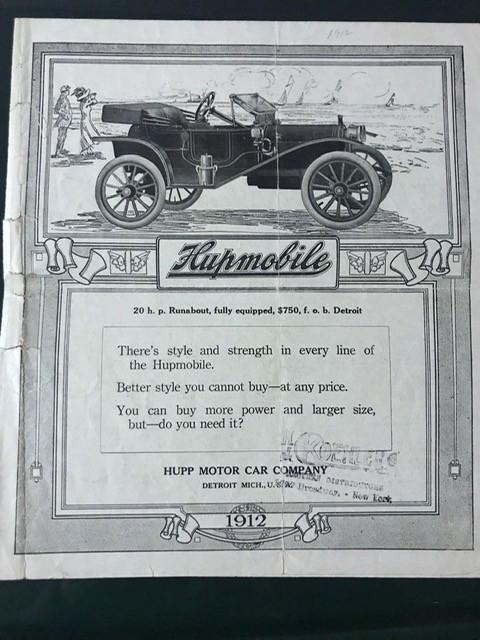 1912
Hupmobile
20 h. p. Runabout, fully equipped, $750, f. o. b. Detroit
There's style and strength in every line of
the Hupmobile.
Better style you cannot buy—at any price.
You can buy more power and larger size,
but—do you need it?
HUPP MOTOR CAR COMPANY
DETROIT MICH., U.
Broadway, - New York
1912